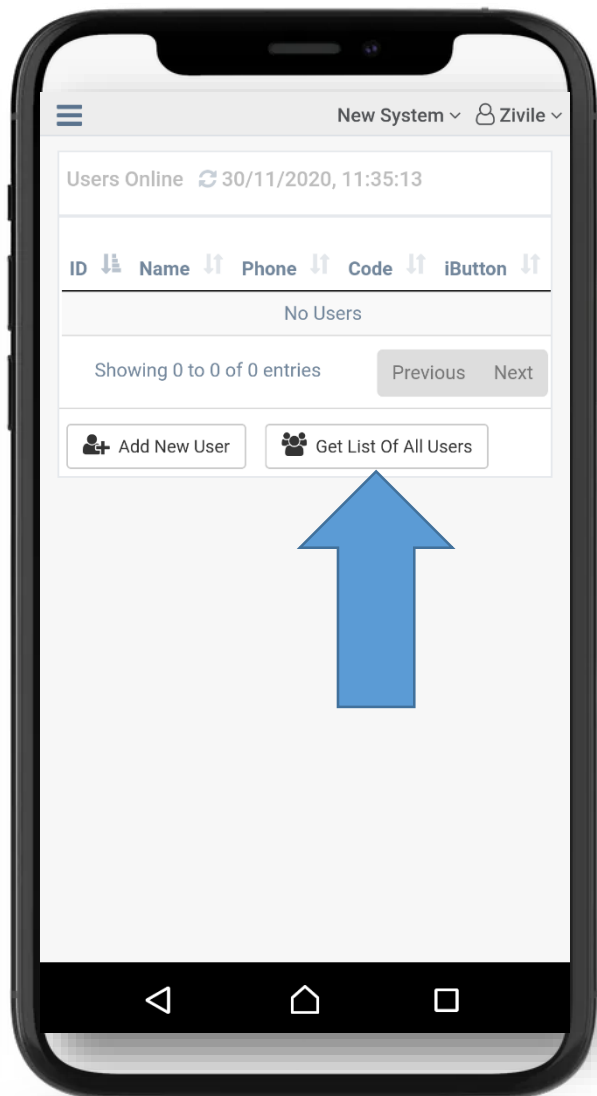 New System Zivile
Users Online 30/11/2020, 11:35:13
ID Name Phone Code iButton
No Users
Showing 0 to 0 of 0 entries Previous Next
Add New User Get List Of All Users